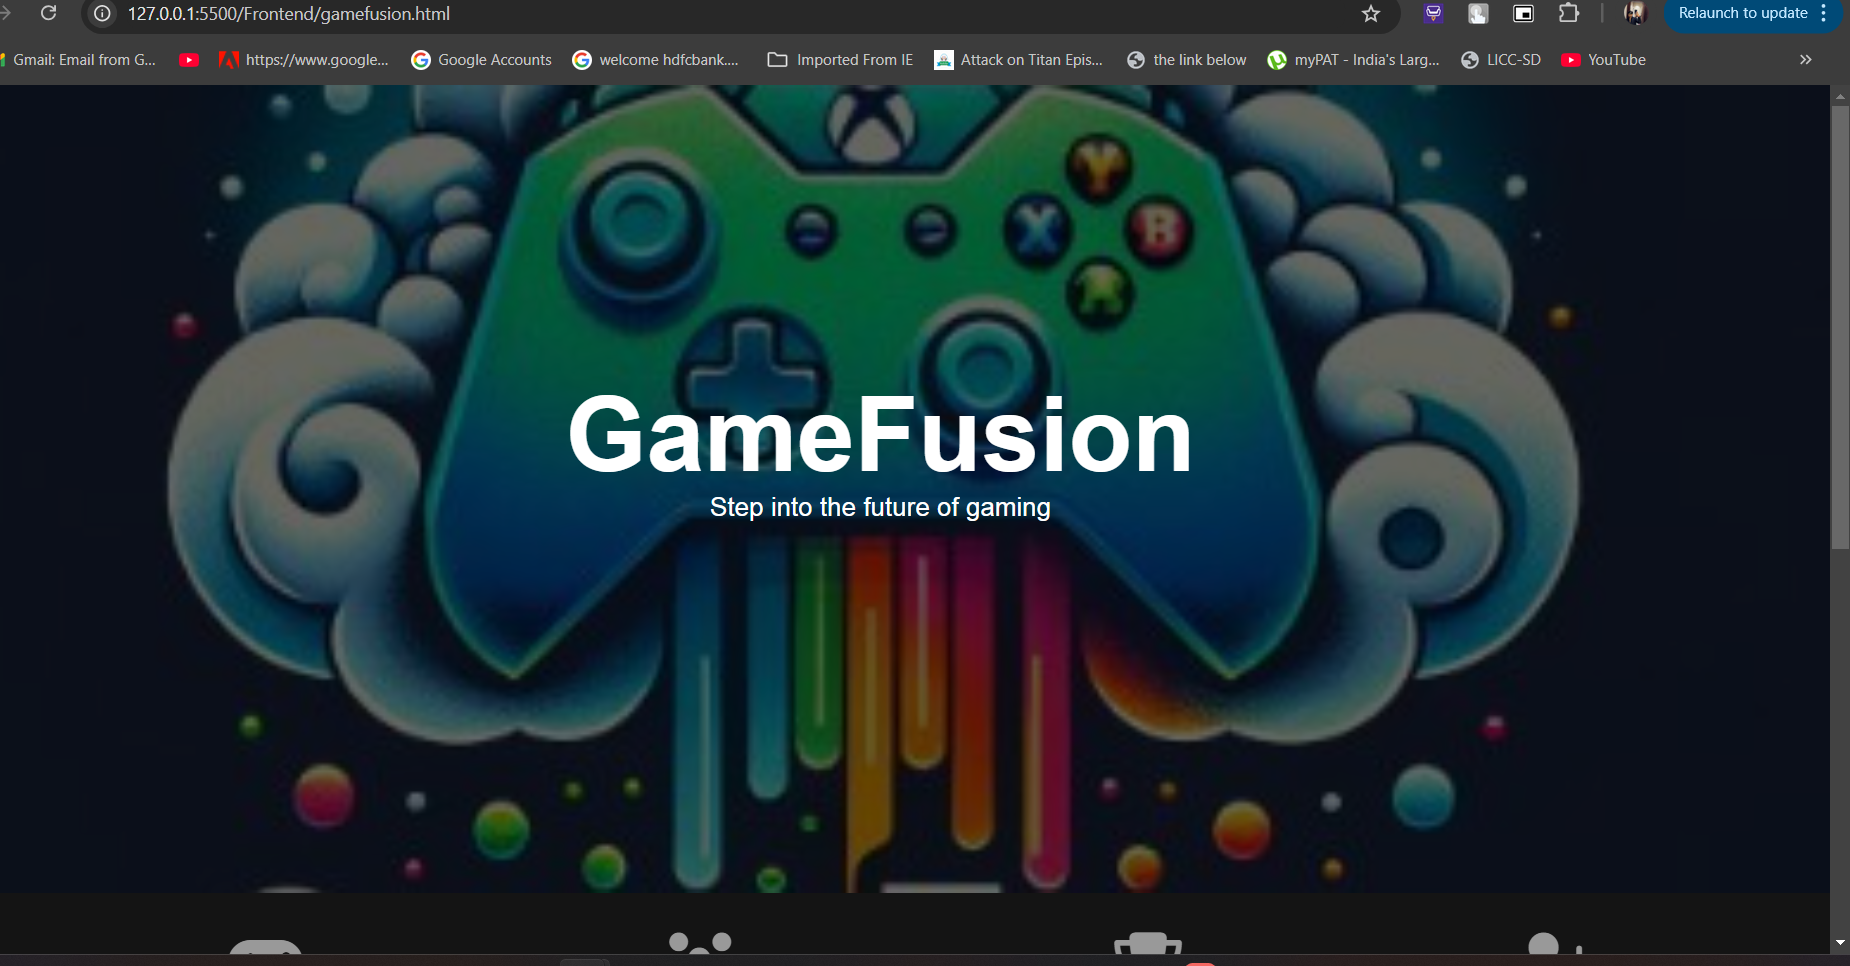 127.0.0.1:5500/Frontend/gamefusion.html
Relaunch to update
Gmail: Email from G...
https://www.google...
Google Accounts
welcome hdfcbank....
Imported From IE
Attack on Titan Epis...
the link below
myPAT - India's Larg...
LICC-SD
YouTube
Y
X
B
A
GameFusion
Step into the future of gaming